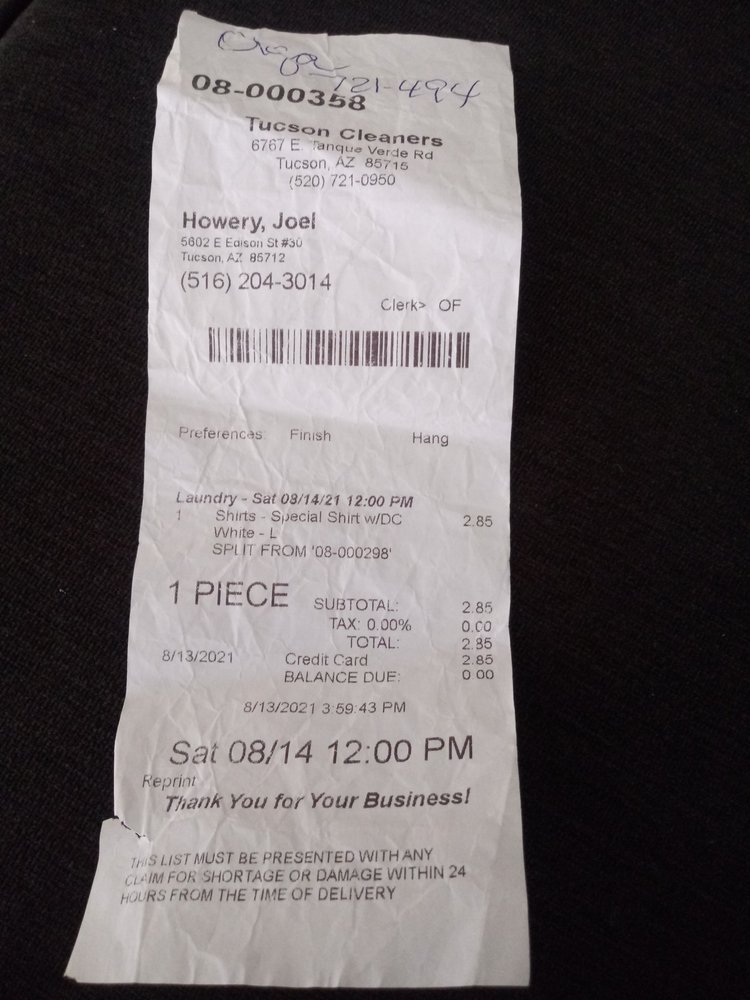 721-494
08-000358
Tucson Cleaners
6767 E. Tanque Verde Rd
Tucson, AZ 85715
(520) 721-0950
Howery, Joel
5602 E Edison St #30
Tucson, AZ 85712
(516) 204-3014
Clerk> OF
Preferences: Finish Hang
Laundry - Sat 08/14/21 12:00 PM
1 Shirts - Special Shirt w/DC 2.85
White - L
SPLIT FROM '08-000298'
1 PIECE
SUBTOTAL: 2.85
TAX: 0.00% 0.00
TOTAL: 2.85
8/13/2021 Credit Card 2.85
BALANCE DUE: 0.00
8/13/2021 3:59:43 PM
Sat 08/14 12:00 PM
Reprint
Thank You for Your Business!
THIS LIST MUST BE PRESENTED WITH ANY
CLAIM FOR SHORTAGE OR DAMAGE WITHIN 24
HOURS FROM THE TIME OF DELIVERY